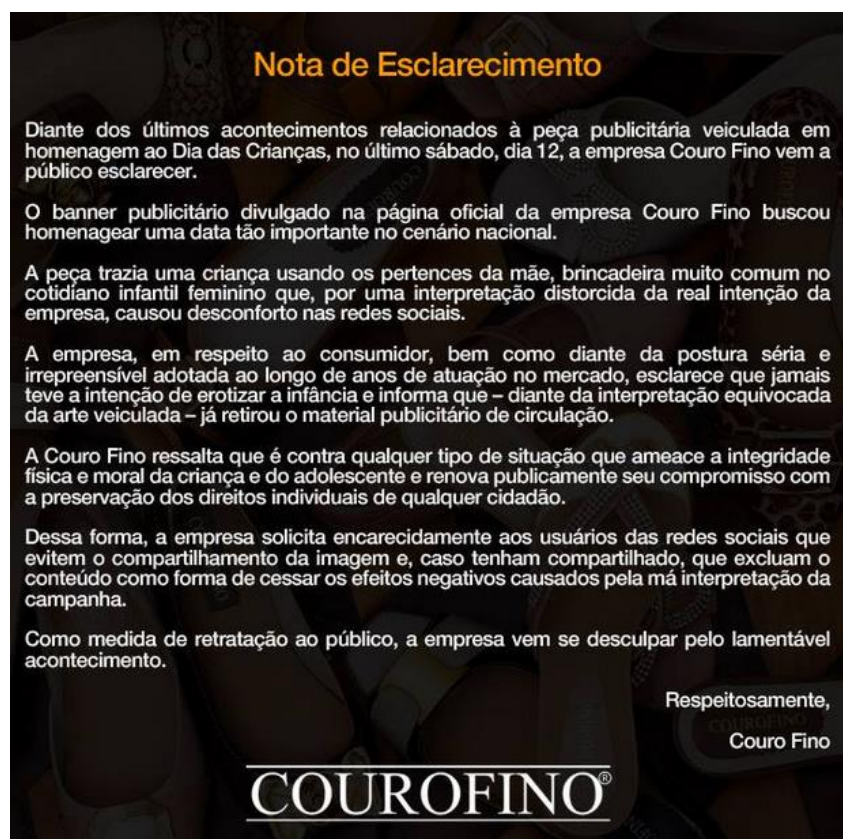 Nota de Esclarecimento
Diante dos últimos acontecimentos relacionados à peça publicitária veiculada em
homenagem ao Dia das Crianças, no último sábado, dia 12, a empresa Couro Fino vem a
público esclarecer.
O banner publicitário divulgado na página oficial da empresa Couro Fino buscou
homenagear uma data tão importante no cenário nacional.
A peça trazia uma criança usando os pertences da mãe, brincadeira muito comum no
cotidiano infantil feminino que, por uma interpretação distorcida da real intenção da
empresa, causou desconforto nas redes sociais.
A empresa, em respeito ao consumidor, bem como diante da postura séria e
irrepreensível adotada ao longo de anos de atuação no mercado, esclarece que jamais
teve a intenção de erotizar a infância e informa que – diante da interpretação equivocada
da arte veiculada – já retirou o material publicitário de circulação.
A Couro Fino ressalta que é contra qualquer tipo de situação que ameace a integridade
física e moral da criança e do adolescente e renova publicamente seu compromisso com
a preservação dos direitos individuais de qualquer cidadão.
Dessa forma, a empresa solicita encarecidamente aos usuários das redes sociais que
evitem o compartilhamento da imagem e, caso tenham compartilhado, que excluam o
conteúdo como forma de cessar os efeitos negativos causados pela má interpretação da
campanha.
Como medida de retratação ao público, a empresa vem se desculpar pelo lamentável
acontecimento.
Respeitosamente,
COUROFINO
Couro Fino
COUROFINO®